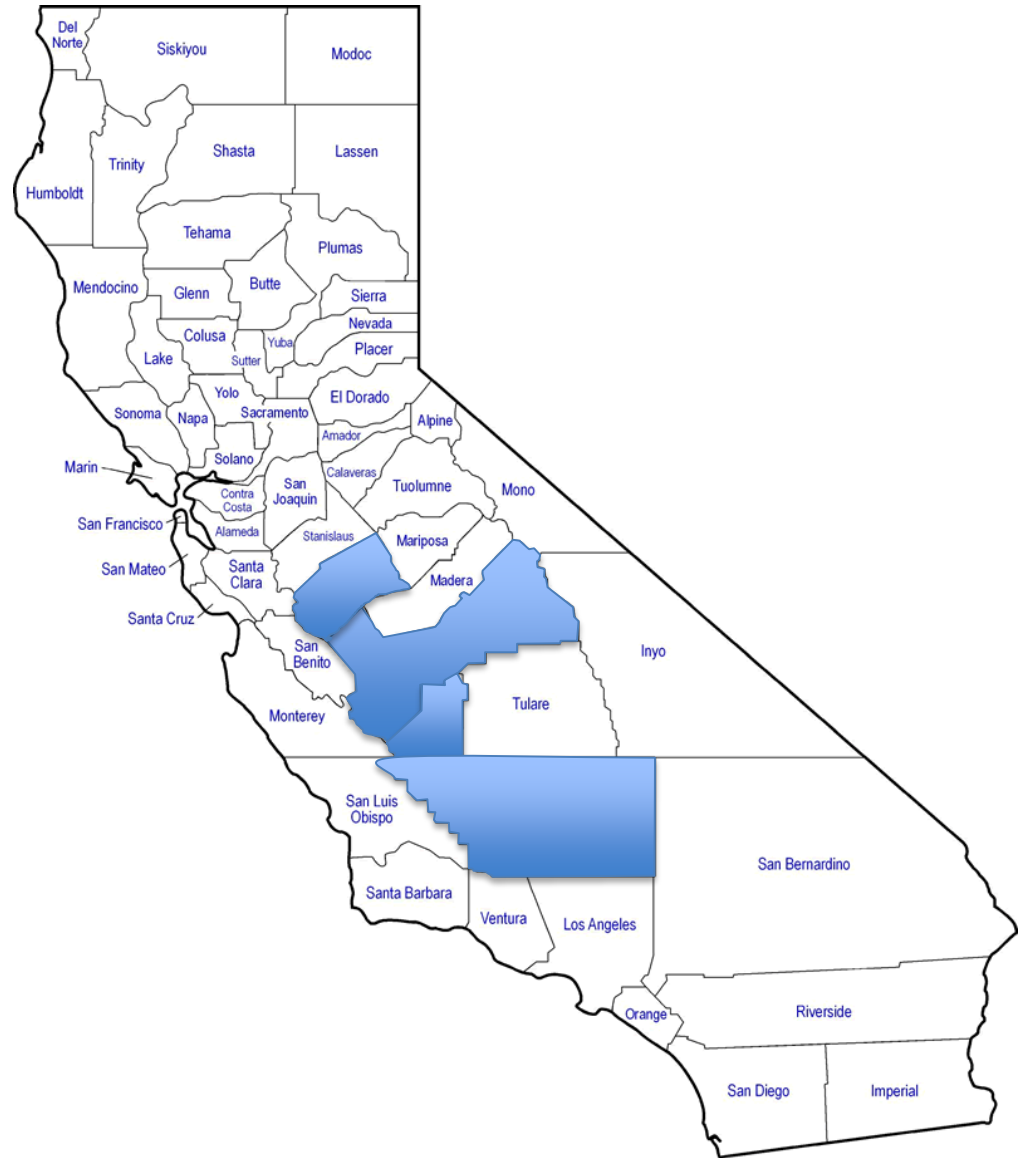 Del
Norte
Siskiyou
Modoc
Trinity
Shasta
Lassen
Humboldt
Tehama
Plumas
Mendocino
Glenn
Butte
Sierra
Nevada
Colusa
Yuba
Placer
Lake
Sutter
Yolo
El Dorado
Sonoma
Napa
Sacramento
Alpine
Amador
Solano
Marin
Calaveras
Tuolumne
Mono
Contra
Costa
San
Joaquin
San Francisco
Alameda
Stanislaus
Mariposa
San Mateo
Santa
Clara
Madera
Santa Cruz
San
Benito
Inyo
Monterey
Tulare
San Luis
Obispo
San Bernardino
Santa Barbara
Ventura
Los Angeles
Orange
Riverside
San Diego
Imperial